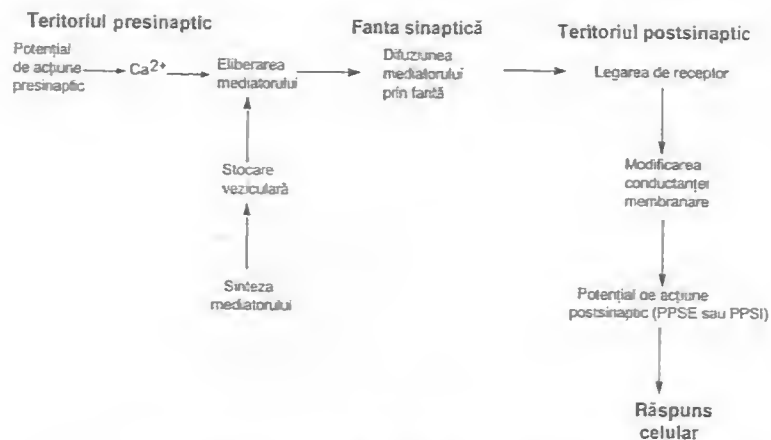 Teritoriul presinaptic
Potențial
de acțiune
presinaptic
Ca2+
Eliberarea
mediatorului
Stocare
veziculară
Sinteza
mediatorului
Fanta sinaptică
Difuziunea
mediatorului
prin fantă
Teritoriul postsinaptic
Legarea de receptor
Modificarea
conductanței
membranare
Potențial de acțiune
postsinaptic (PPSE sau PPSI)
Răspuns
celular